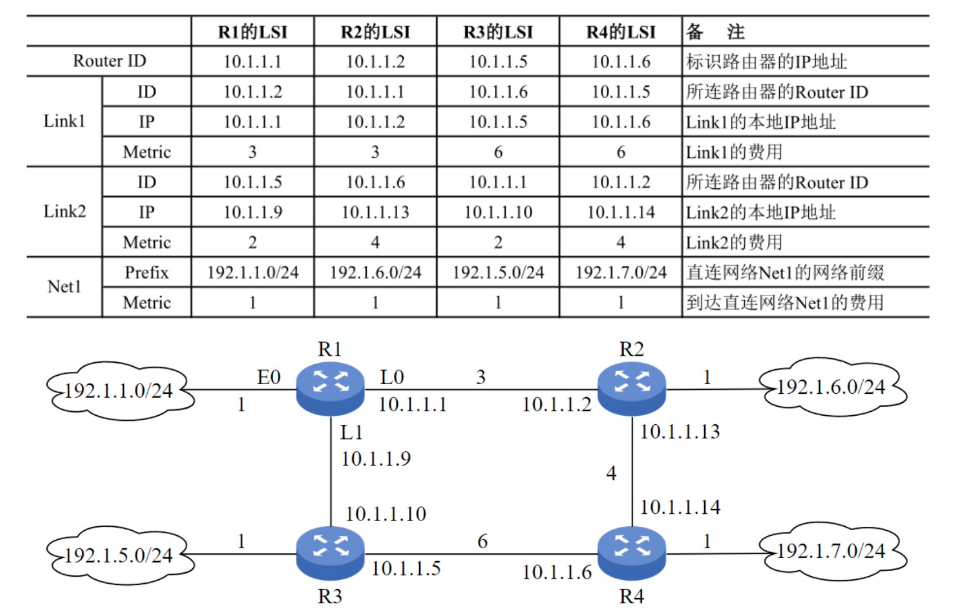 R1的LSI R2的LSI R3的LSI R4的LSI 备 注
Router ID 10.1.1.1 10.1.1.2 10.1.1.5 10.1.1.6 标识路由器的IP地址
Link1 ID 10.1.1.2 10.1.1.1 10.1.1.6 10.1.1.5 所连路由器的Router ID
IP 10.1.1.1 10.1.1.2 10.1.1.5 10.1.1.6 Link1的本地IP地址
Metric 3 3 6 6 Link1的费用
Link2 ID 10.1.1.5 10.1.1.6 10.1.1.1 10.1.1.2 所连路由器的Router ID
IP 10.1.1.9 10.1.1.13 10.1.1.10 10.1.1.14 Link2的本地IP地址
Metric 2 4 2 4 Link2的费用
Net1 Prefix 192.1.1.0/24 192.1.6.0/24 192.1.5.0/24 192.1.7.0/24 直连网络Net1的网络前缀
Metric 1 1 1 1 到达直连网络Net1的费用
R1 R2
192.1.1.0/24 E0 L0 3 1 192.1.6.0/24
1 10.1.1.1 10.1.1.2
L1 10.1.1.13
10.1.1.9
4
10.1.1.10 10.1.1.14
192.1.5.0/24 1 6 1 192.1.7.0/24
10.1.1.5 10.1.1.6
R3 R4